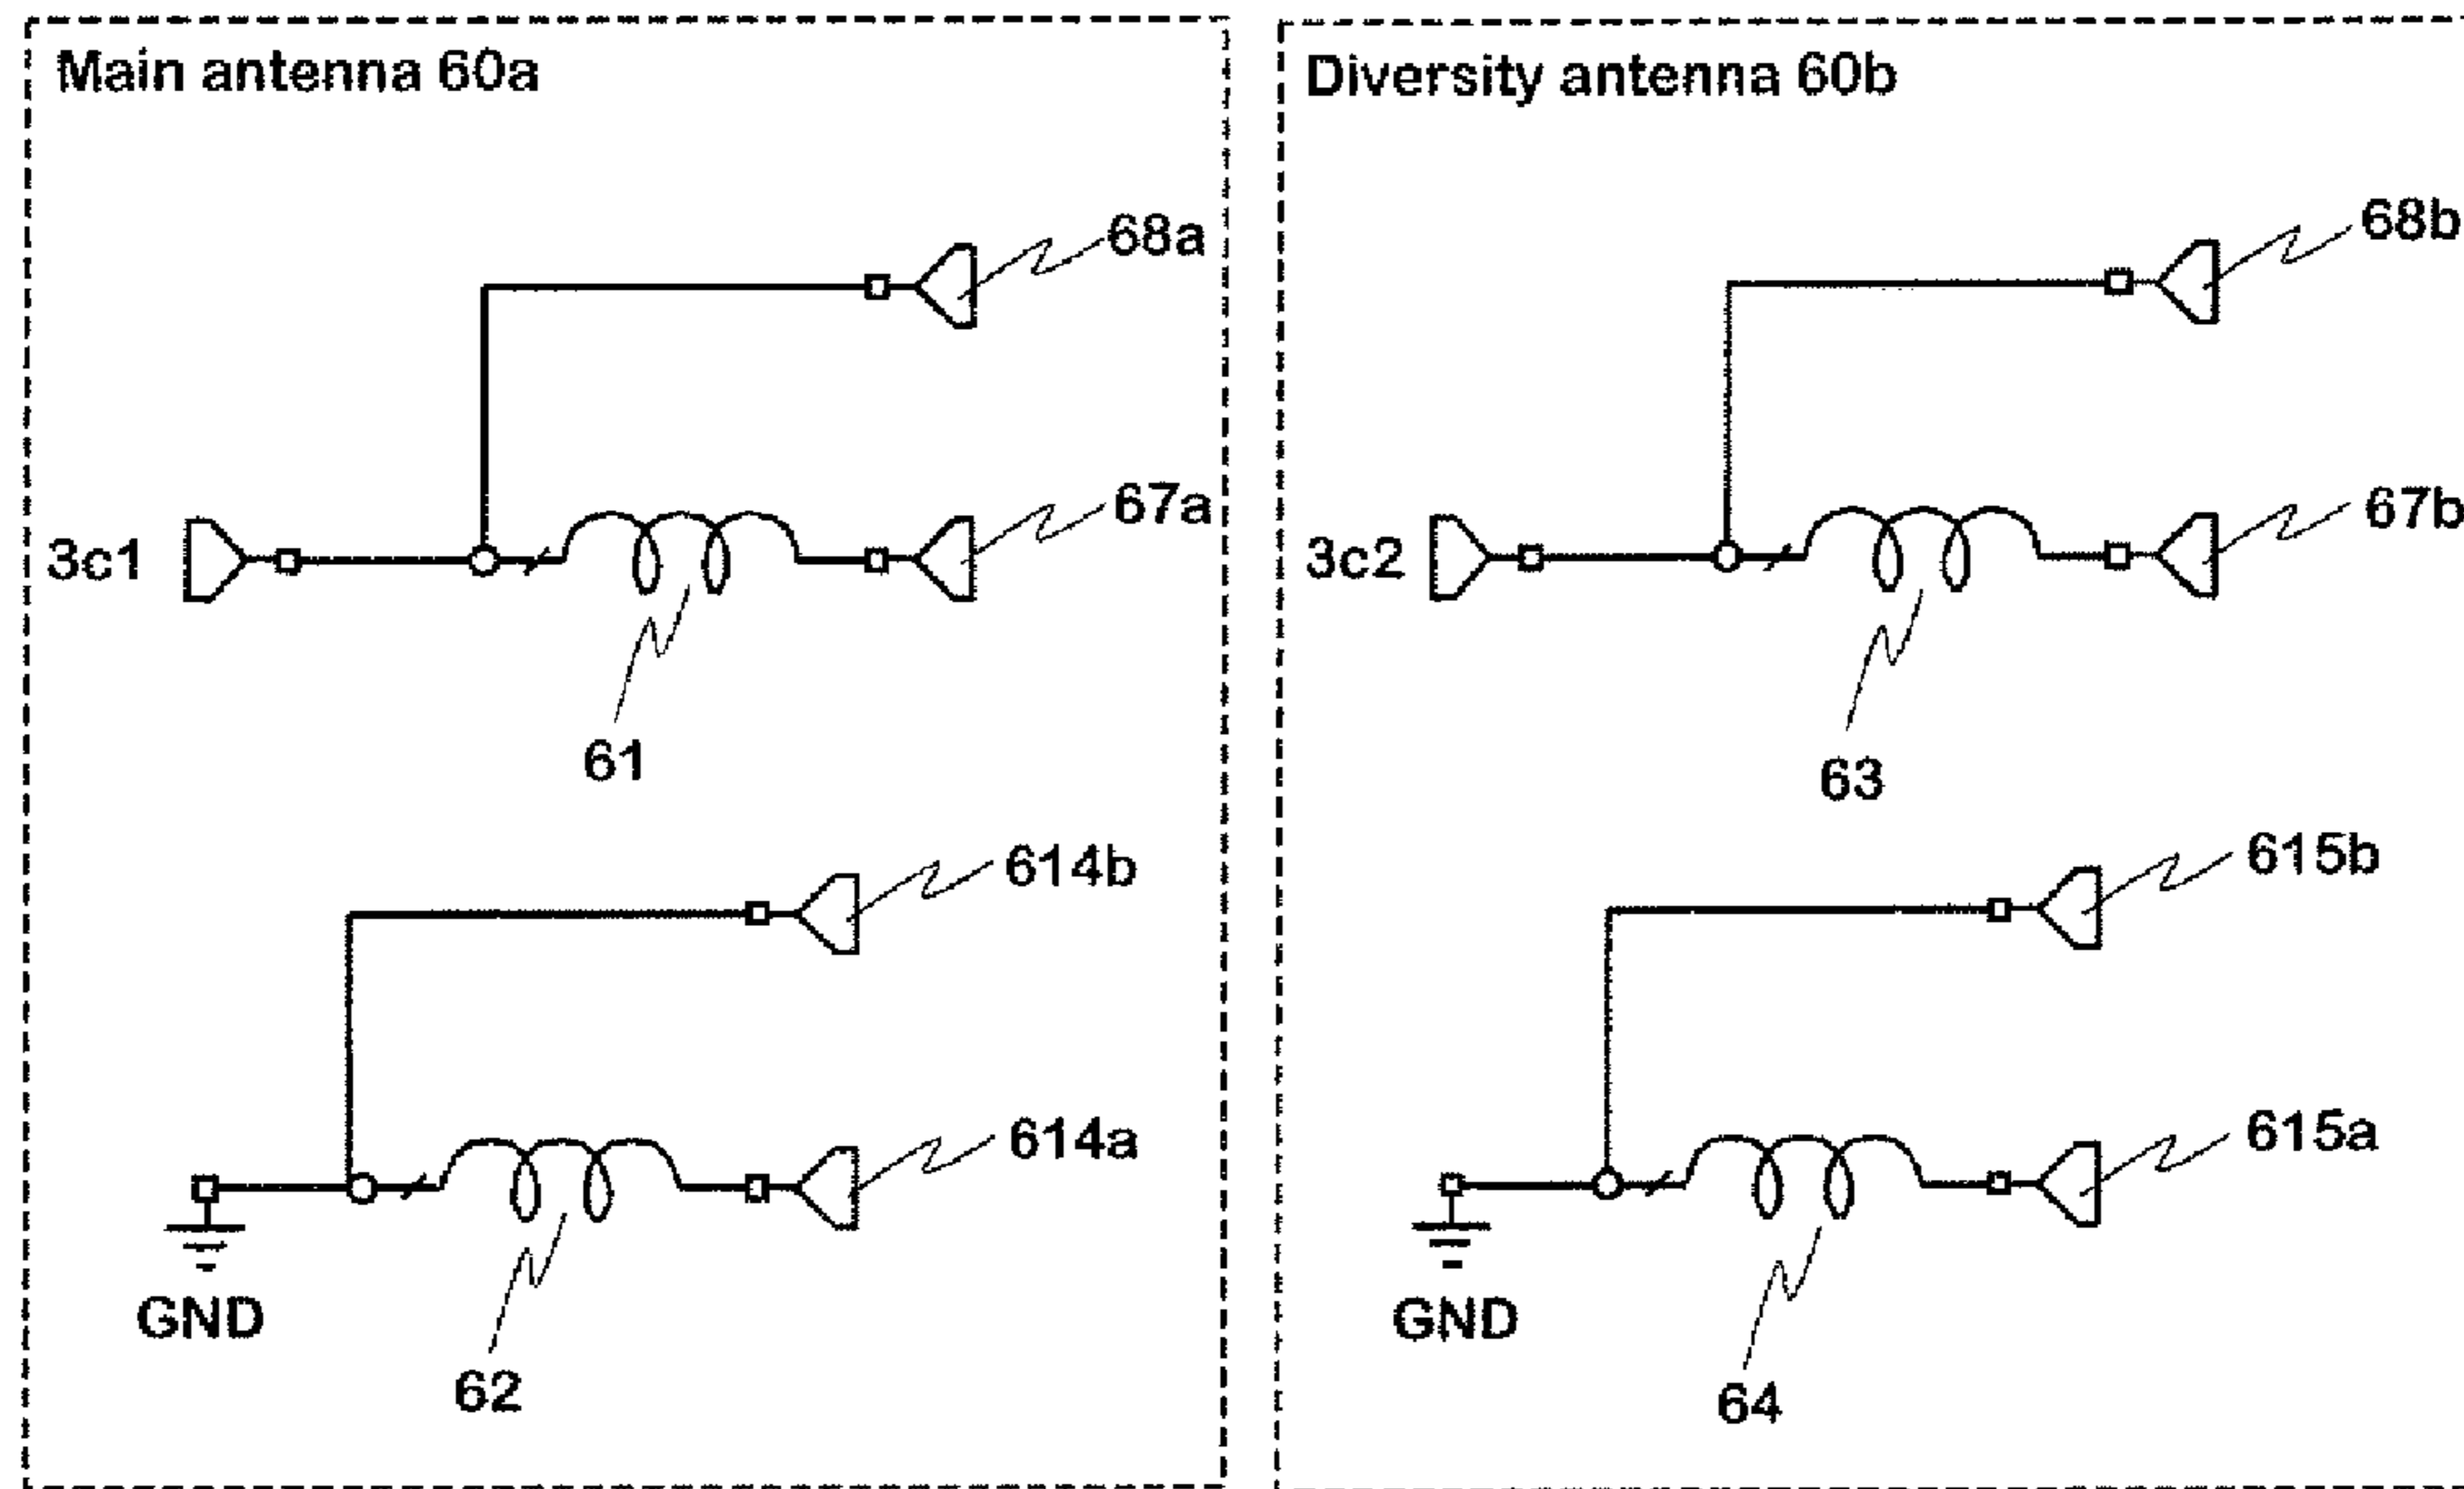 Main antenna 60a
68a
67a
3c1
61
614b
614a
GND
62
Diversity antenna 60b
68b
67b
3c2
63
615b
615a
GND
64